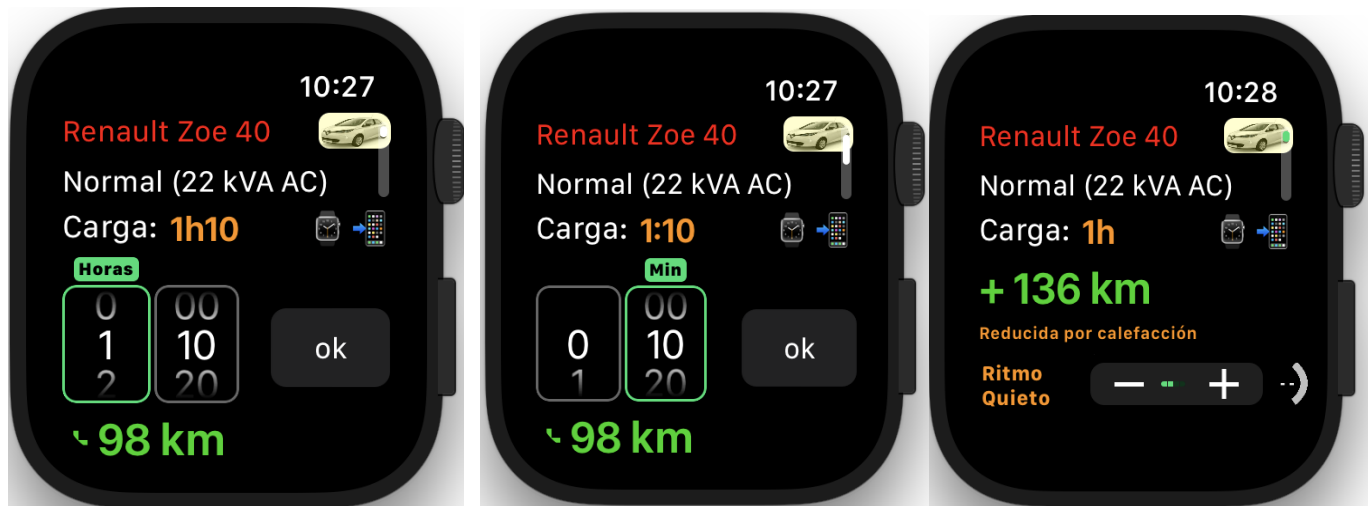 10:27
Renault Zoe 40
Normal (22 kVA AC)
Carga: 1h10
Horas
0 00
1 10 ok
2 20
98 km
10:27
Renault Zoe 40
Normal (22 kVA AC)
Carga: 1:10
Min
00
0 10 ok
1 20
98 km
10:28
Renault Zoe 40
Normal (22 kVA AC)
Carga: 1h
+ 136 km
Reducida por calefacción
Ritmo
Quieto
− +